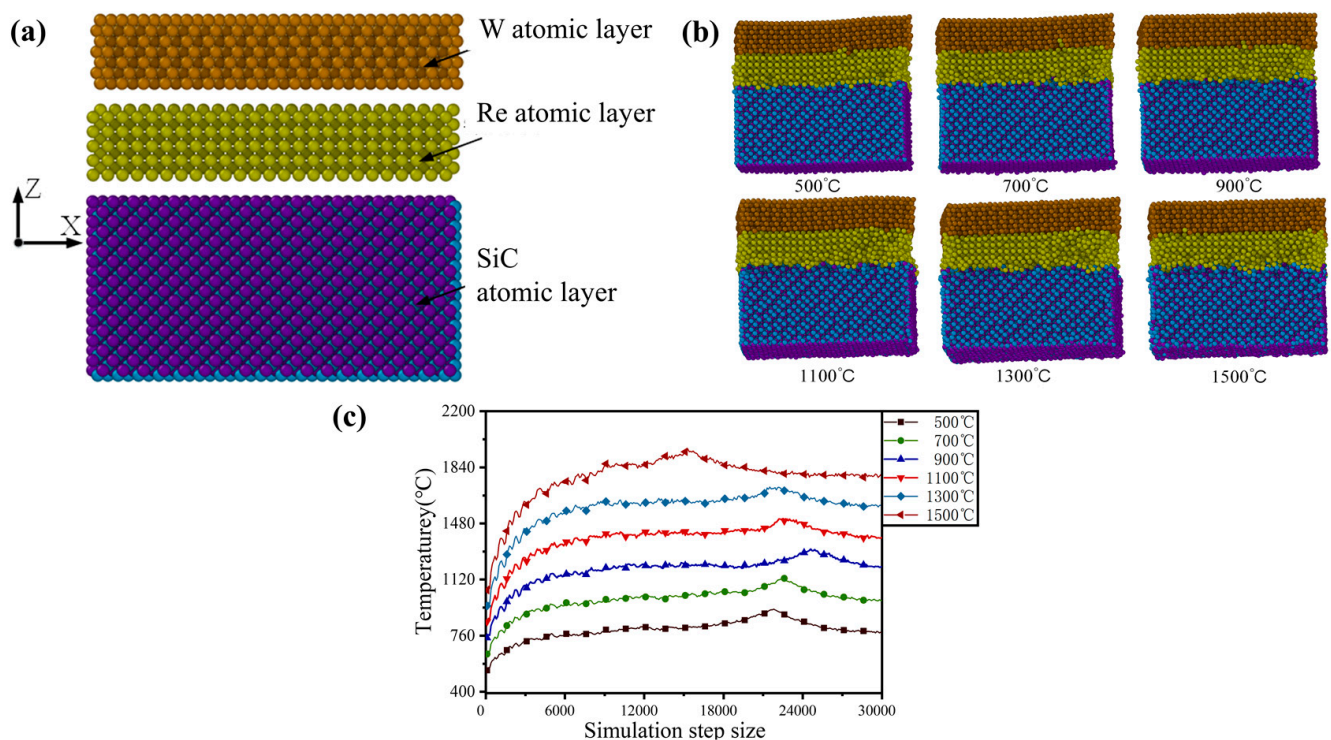 (a)
W atomic layer
Re atomic layer
Z
X
SiC
atomic layer
(b)
500℃
700℃
900℃
1100℃
1300℃
1500℃
(c)
Temperaturey(℃)
2200
1840
1480
1120
760
400
0
6000
12000
18000
24000
30000
Simulation step size
500℃
700℃
900℃
1100℃
1300℃
1500℃